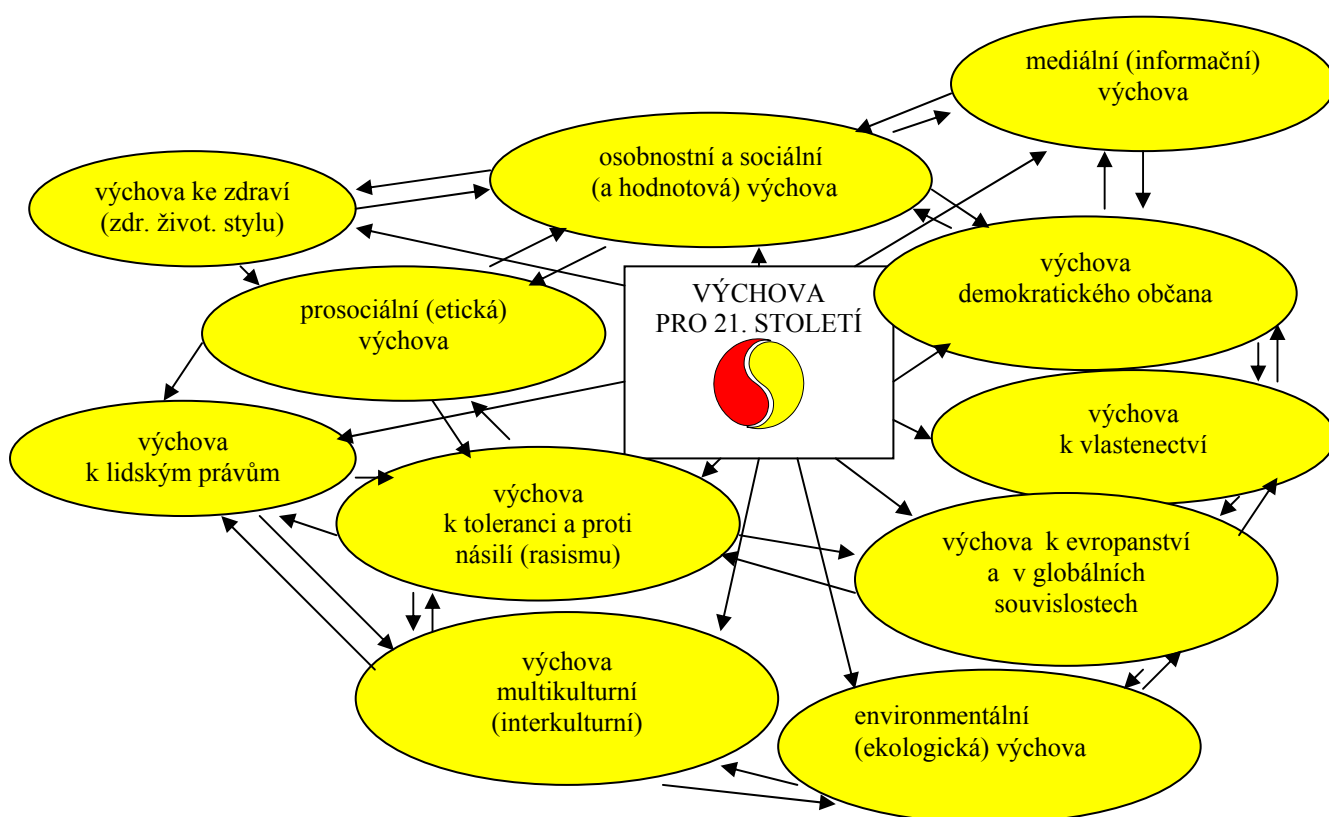 mediální (informační)
výchova
osobnostní a sociální
(a hodnotová) výchova
výchova ke zdraví
(zdr. život. stylu)
výchova
demokratického občana
VÝCHOVA
PRO 21. STOLETÍ
prosociální (etická)
výchova
výchova
k vlastenectví
výchova
k lidským právům
výchova
k toleranci a proti
násilí (rasismu)
výchova k evropanství
a v globálních
souvislostech
výchova
multikulturní
(interkulturní)
environmentální
(ekologická) výchova